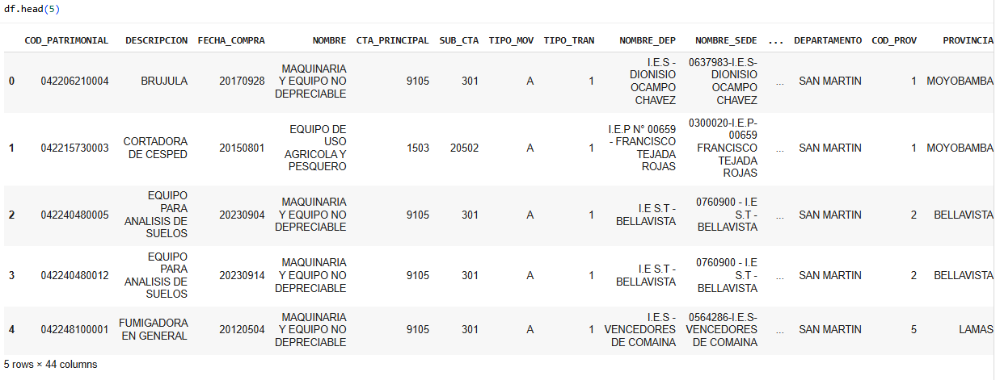 df.head(5)
COD_PATRIMONIAL DESCRIPCION FECHA_COMPRA NOMBRE CTA_PRINCIPAL SUB_CTA TIPO_MOV TIPO_TRAN NOMBRE_DEP NOMBRE_SEDE ... DEPARTAMENTO COD_PROV PROVINCIA
0 042206210004 BRUJULA 20170928 MAQUINARIA Y EQUIPO NO DEPRECIABLE 9105 301 A 1 I.E.S - DIONISIO OCAMPO CHAVEZ 0637983-I.E.S- DIONISIO OCAMPO CHAVEZ ... SAN MARTIN 1 MOYOBAMBA
1 042215730003 CORTADORA DE CESPED 20150801 EQUIPO DE USO AGRICOLA Y PESQUERO 1503 20502 A 1 I.E.P N° 00659 - FRANCISCO TEJADA ROJAS 0300020-I.E.P- 00659 FRANCISCO TEJADA ROJAS ... SAN MARTIN 1 MOYOBAMBA
2 042240480005 EQUIPO PARA ANALISIS DE SUELOS 20230904 MAQUINARIA Y EQUIPO NO DEPRECIABLE 9105 301 A 1 I.E S.T - BELLAVISTA 0760900 - I.E S.T - BELLAVISTA ... SAN MARTIN 2 BELLAVISTA
3 042240480012 EQUIPO PARA ANALISIS DE SUELOS 20230914 MAQUINARIA Y EQUIPO NO DEPRECIABLE 9105 301 A 1 I.E S.T - BELLAVISTA 0760900 - I.E S.T - BELLAVISTA ... SAN MARTIN 2 BELLAVISTA
4 042248100001 FUMIGADORA EN GENERAL 20120504 MAQUINARIA Y EQUIPO NO DEPRECIABLE 9105 301 A 1 I.E.S - VENCEDORES DE COMAINA 0564286-I.E.S- VENCEDORES DE COMAINA ... SAN MARTIN 5 LAMAS
5 rows × 44 columns